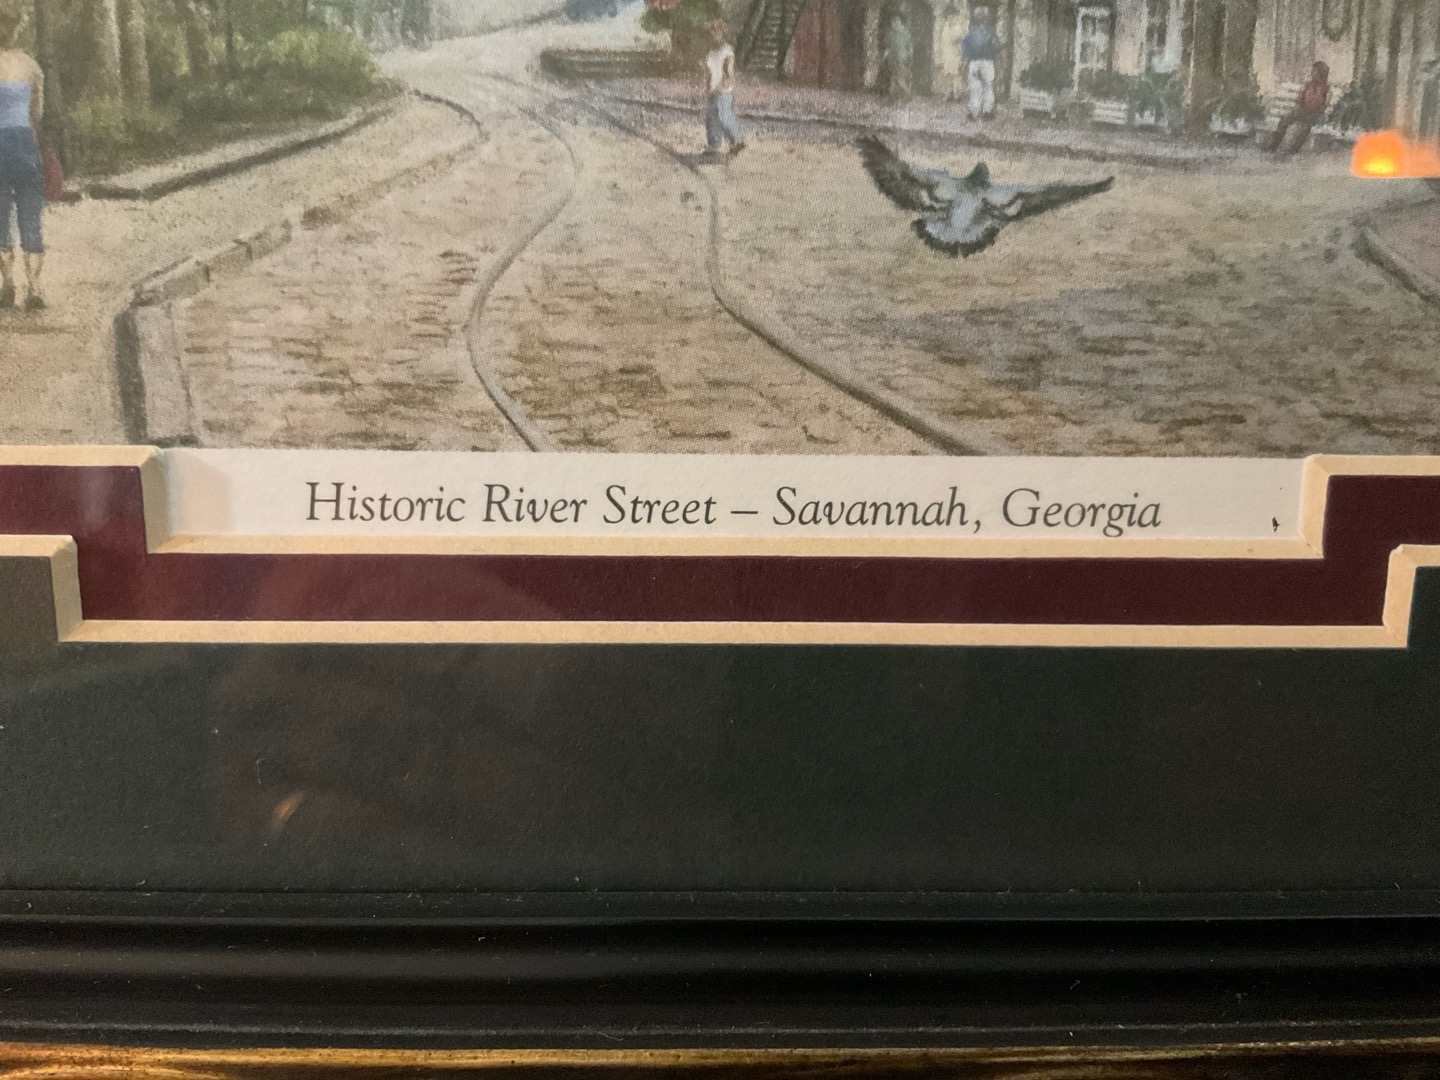 Historic River Street – Savannah, Georgia